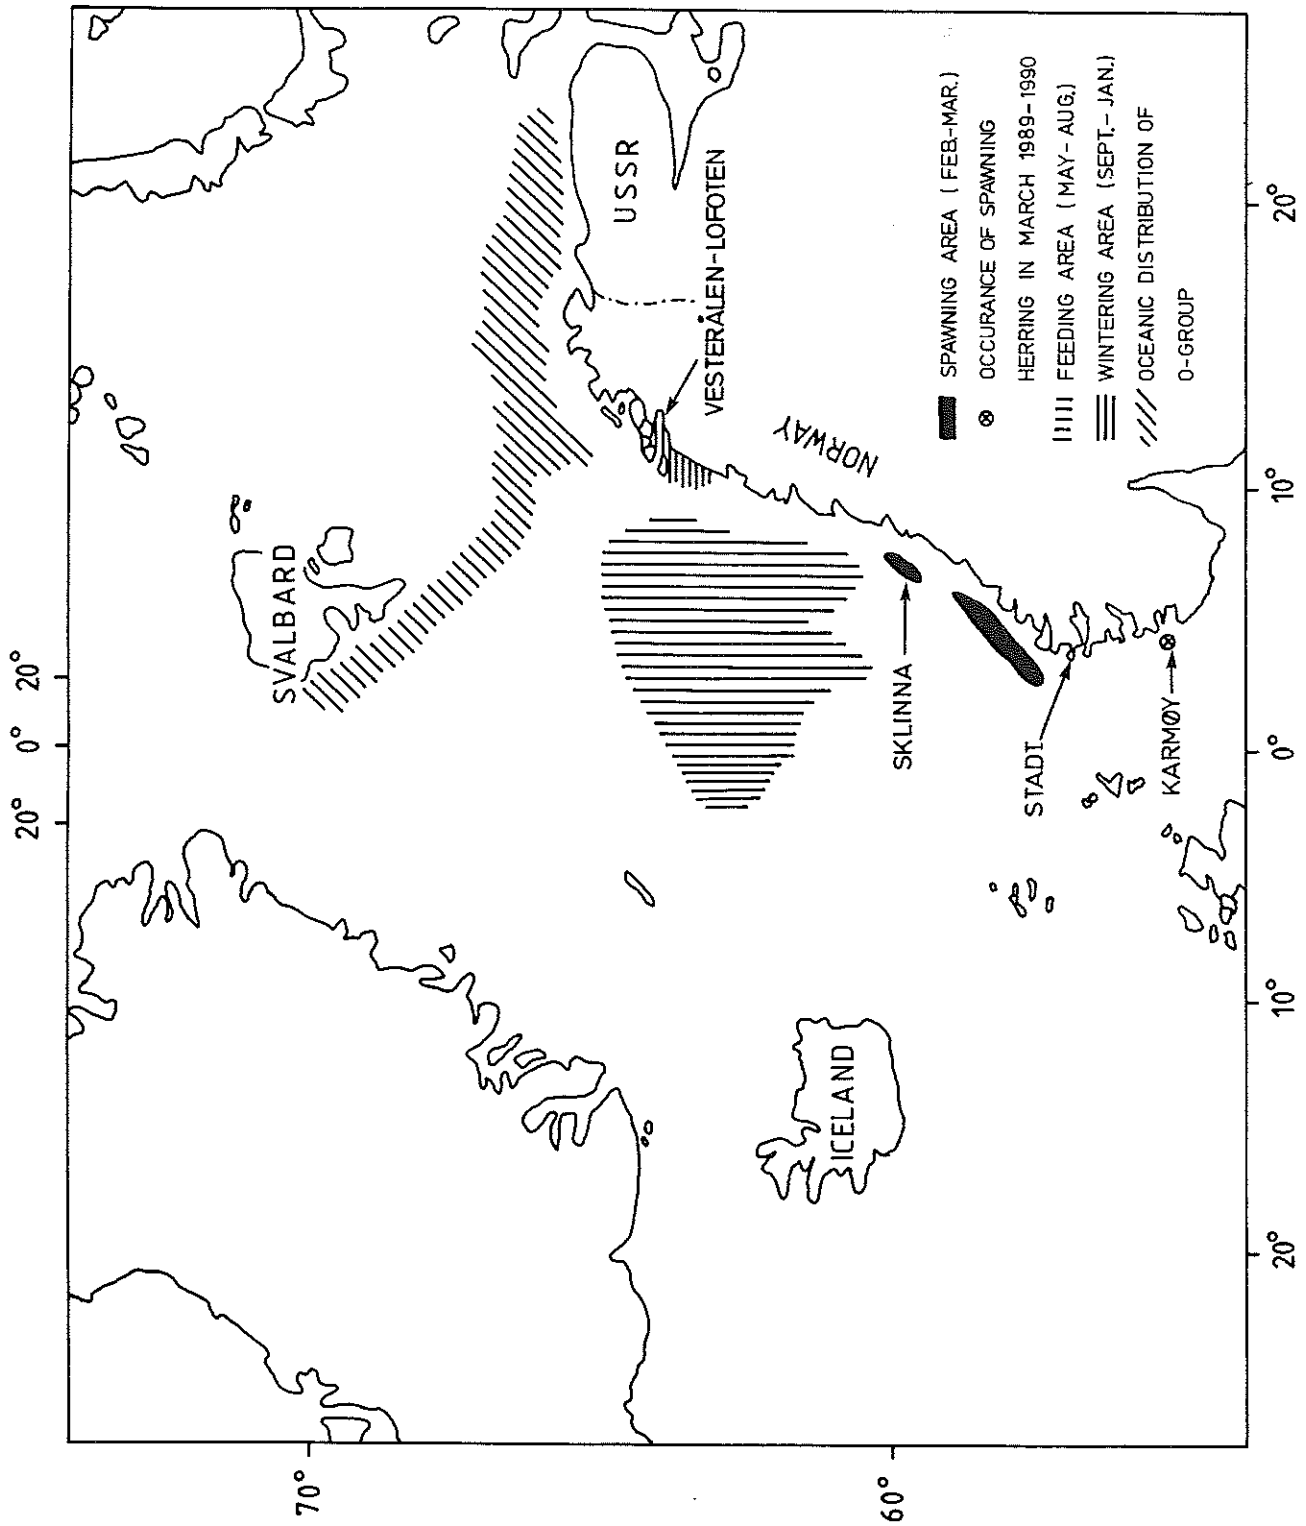 20° 0° 20°
SVALBARD
USSR
VESTERÅLEN-LOFOTEN
NORWAY
SKLINNA
STADT
KARMØY
ICELAND
SPAWNING AREA ( FEB.-MAR.)
OCCURANCE OF SPAWNING
HERRING IN MARCH 1989-1990
FEEDING AREA ( MAY- AUG.)
WINTERING AREA (SEPT.- JAN.)
OCEANIC DISTRIBUTION OF
O-GROUP
70°
60°
20° 10° 0° 10° 20°